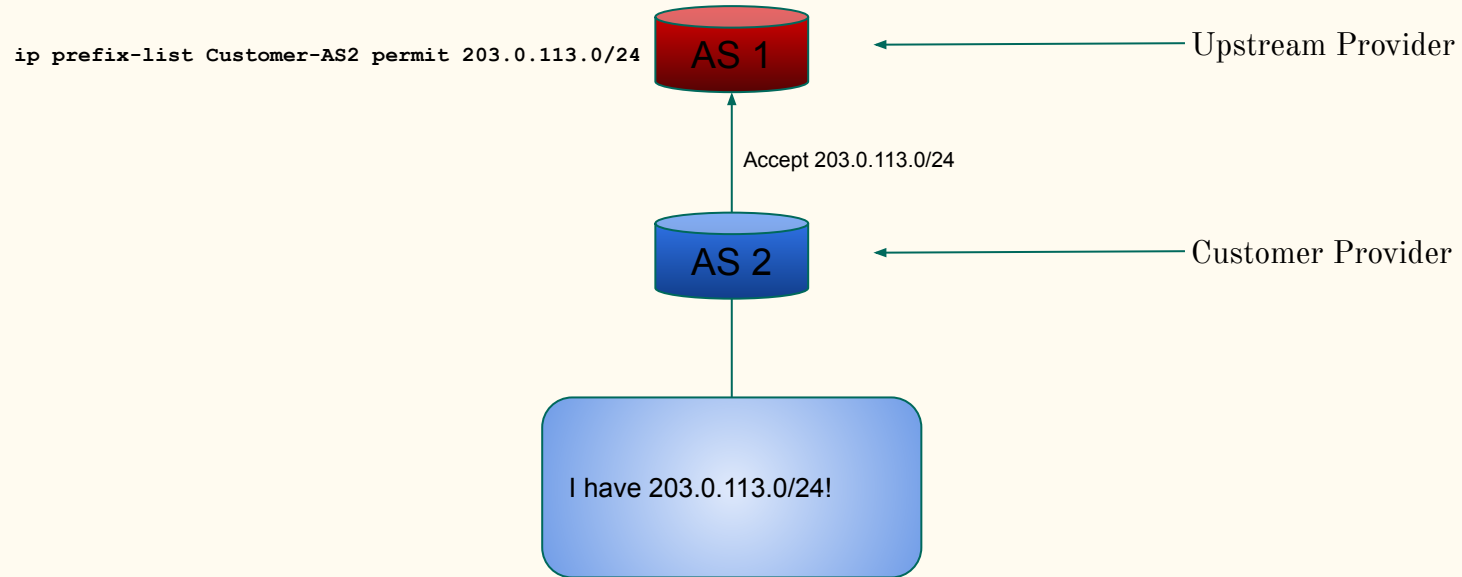 ip prefix-list Customer-AS2 permit 203.0.113.0/24
AS 1
Upstream Provider
Accept 203.0.113.0/24
AS 2
Customer Provider
I have 203.0.113.0/24!